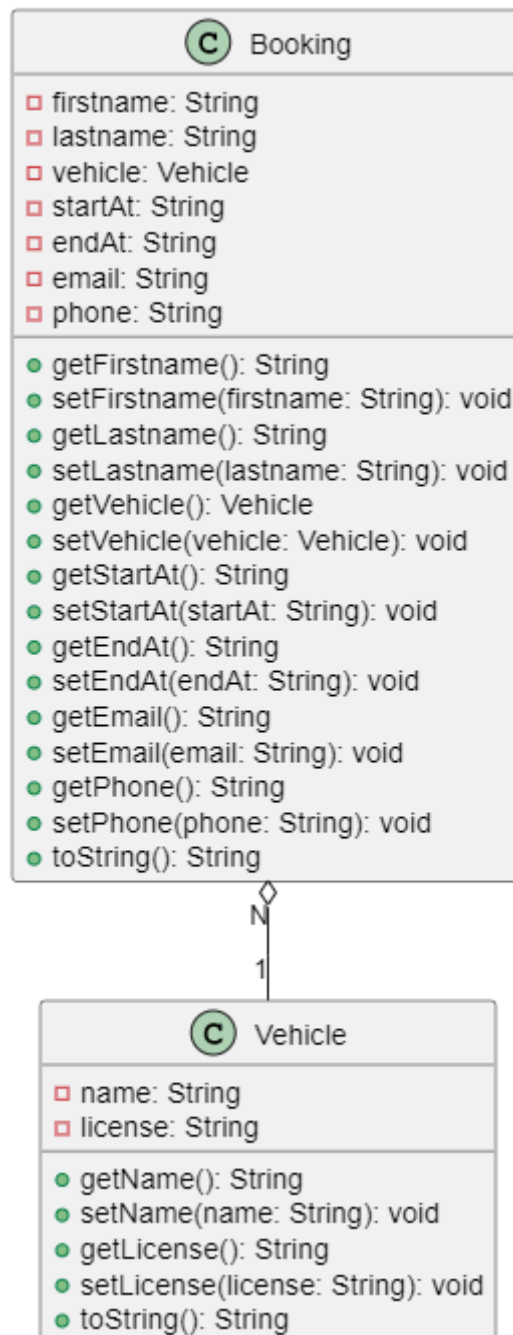 C Booking
firstname: String
lastname: String
vehicle: Vehicle
startAt: String
endAt: String
email: String
phone: String
getFirstname(): String
setFirstname(firstname: String): void
getLastname(): String
setLastname(lastname: String): void
getVehicle(): Vehicle
setVehicle(vehicle: Vehicle): void
getStartAt(): String
setStartAt(startAt: String): void
getEndAt(): String
setEndAt(endAt: String): void
getEmail(): String
setEmail(email: String): void
getPhone(): String
setPhone(phone: String): void
toString(): String
N
1
C Vehicle
name: String
license: String
getName(): String
setName(name: String): void
getLicense(): String
setLicense(license: String): void
toString(): String